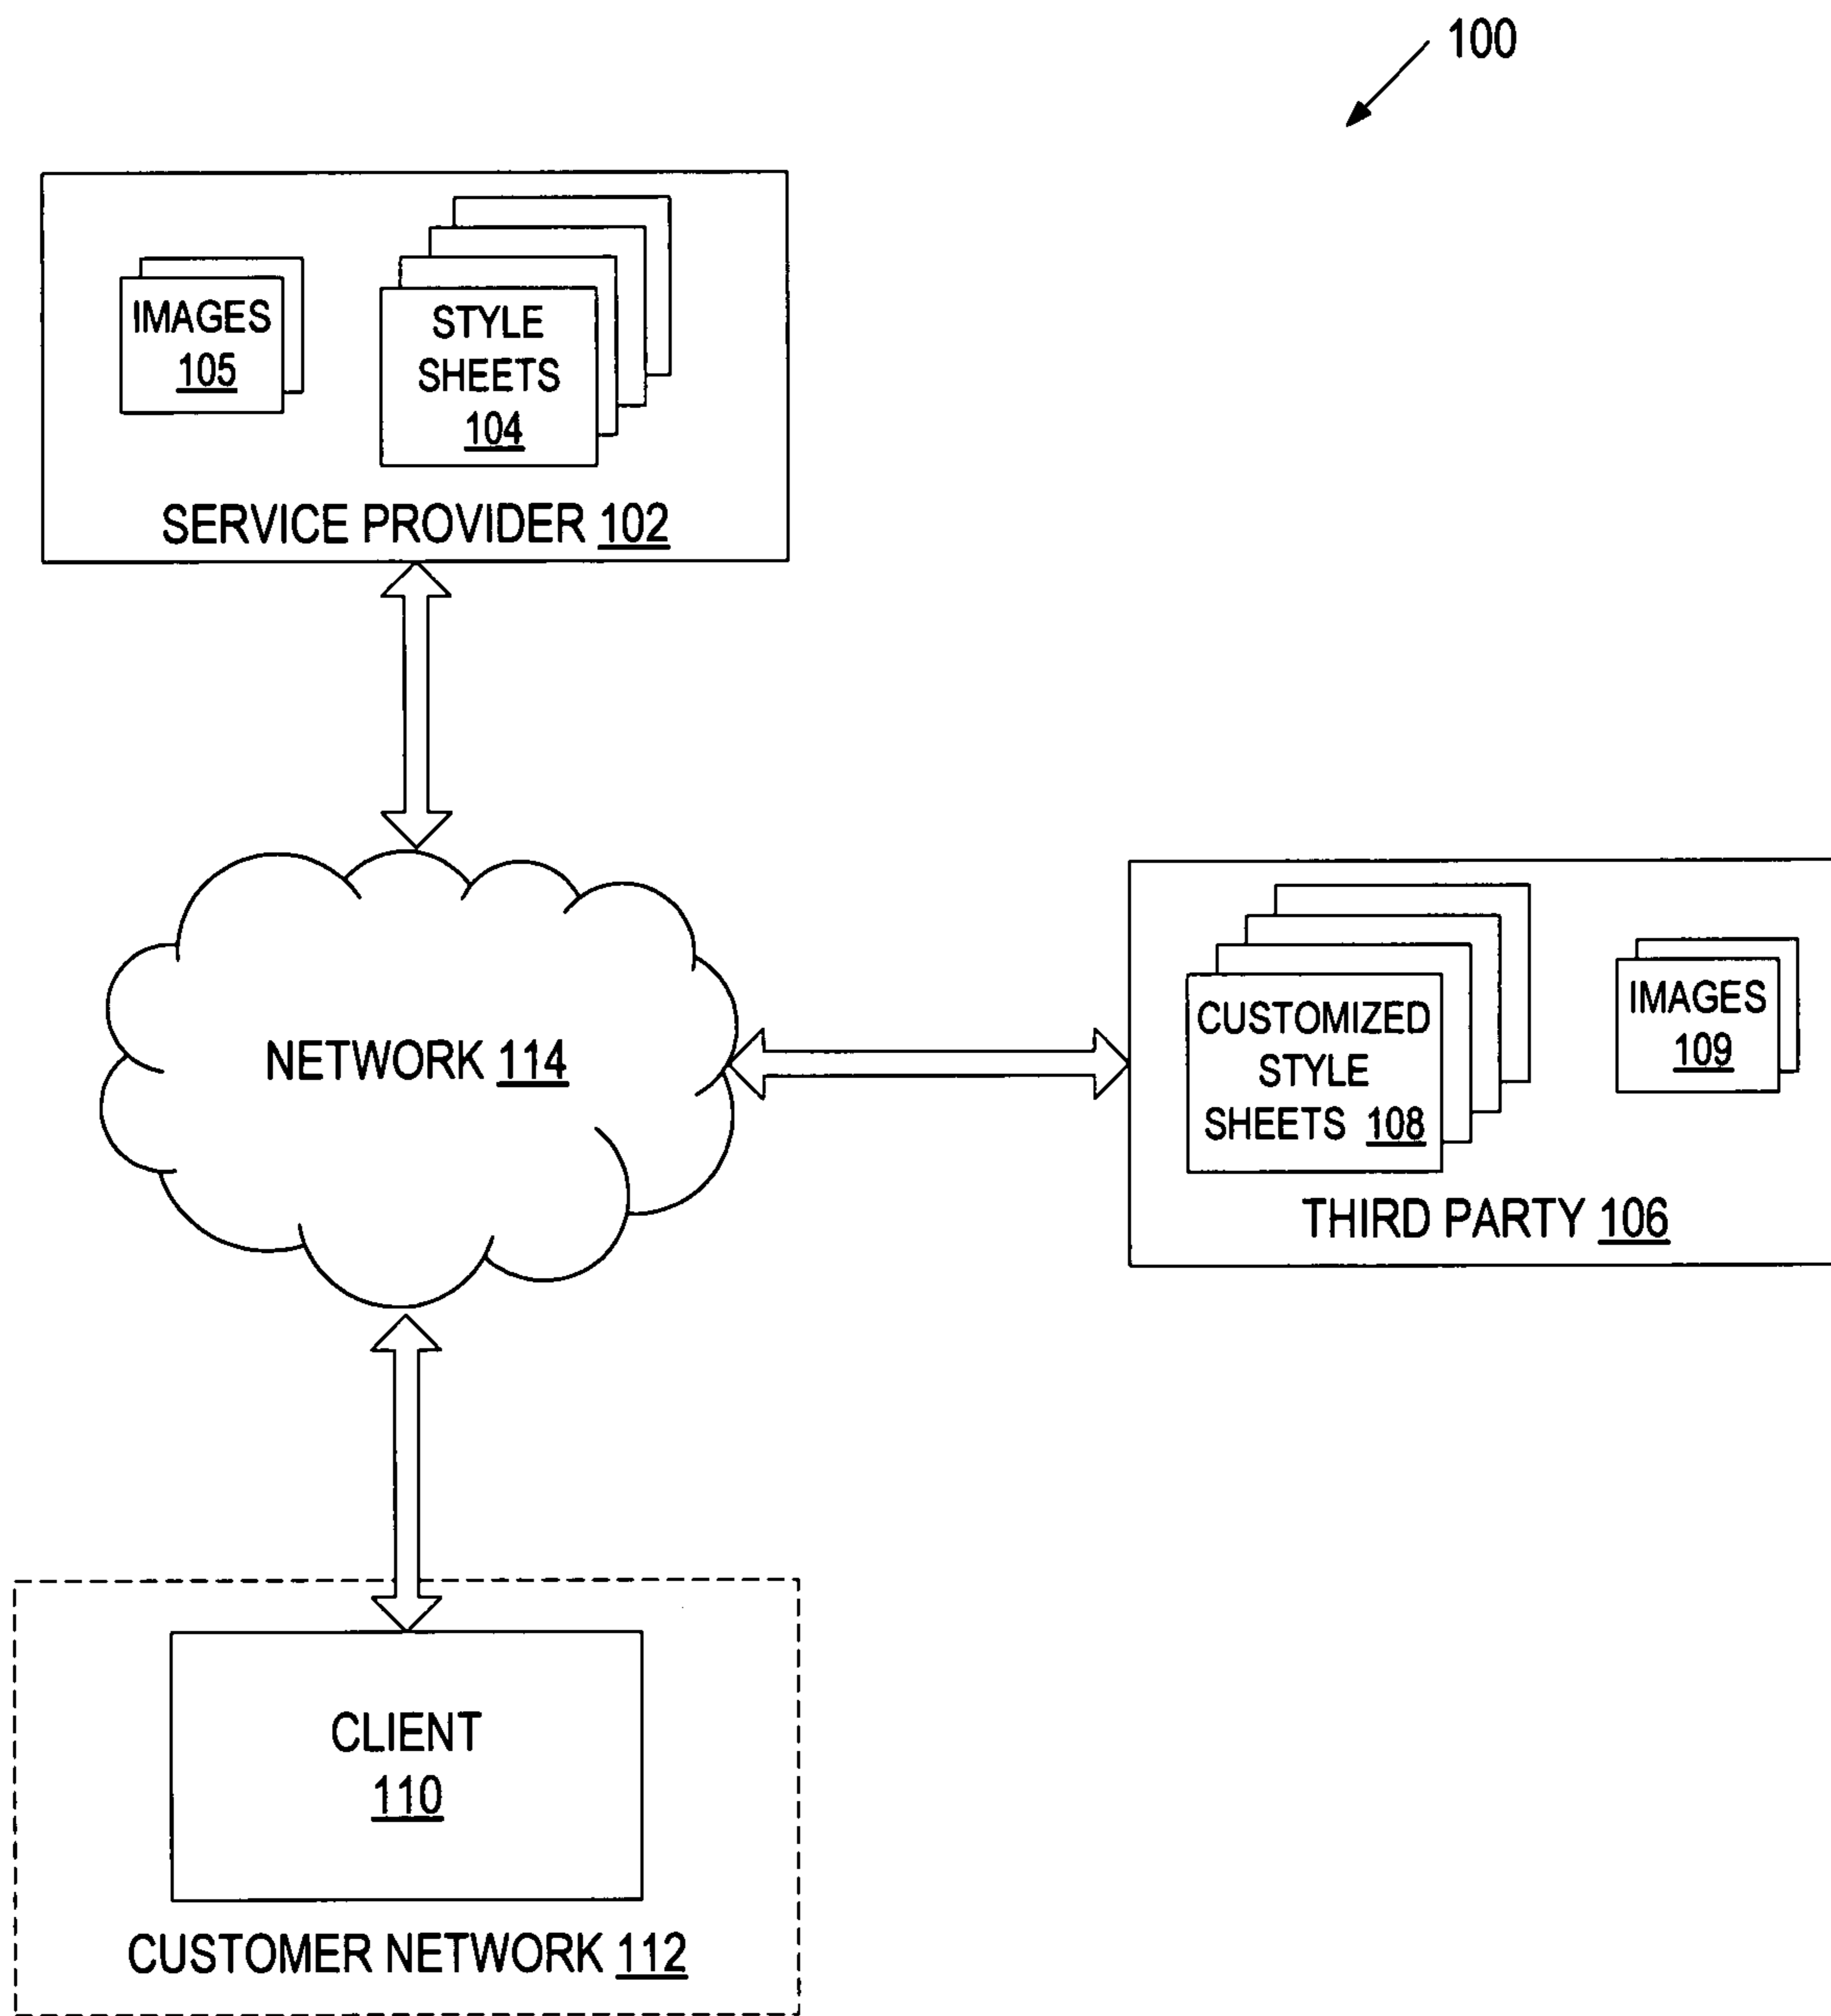 100
IMAGES
105
STYLE
SHEETS
104
SERVICE PROVIDER 102
NETWORK 114
CUSTOMIZED
STYLE
SHEETS 108
IMAGES
109
THIRD PARTY 106
CLIENT
110
CUSTOMER NETWORK 112